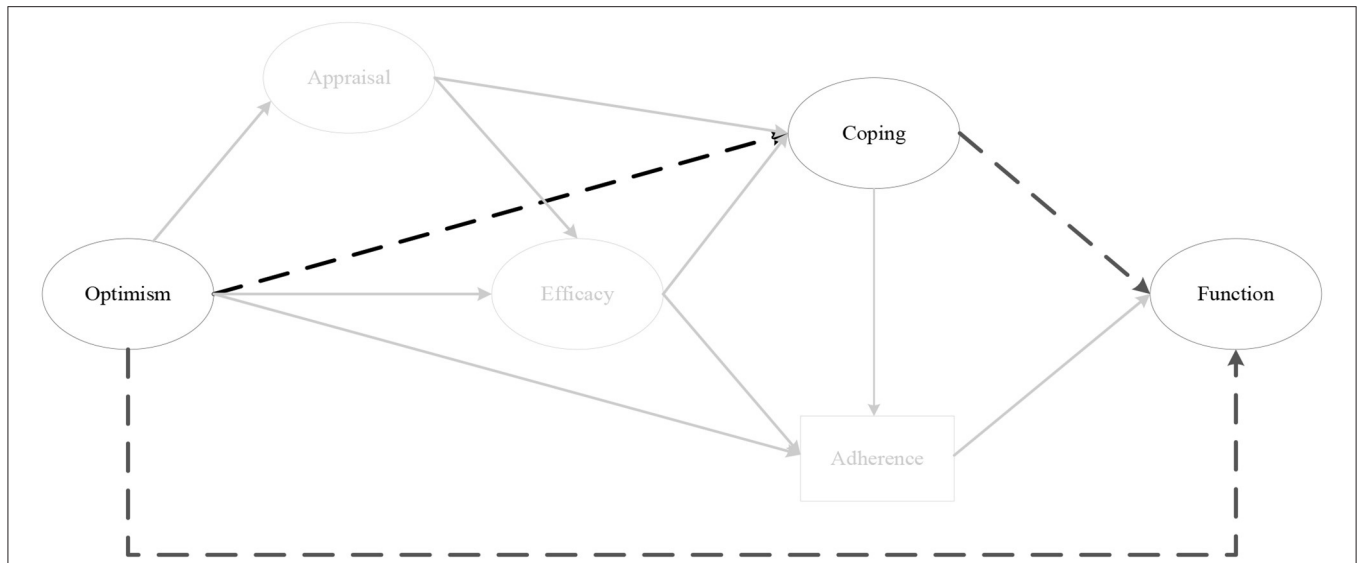 Appraisal
Coping
Optimism
Efficacy
Function
Adherence